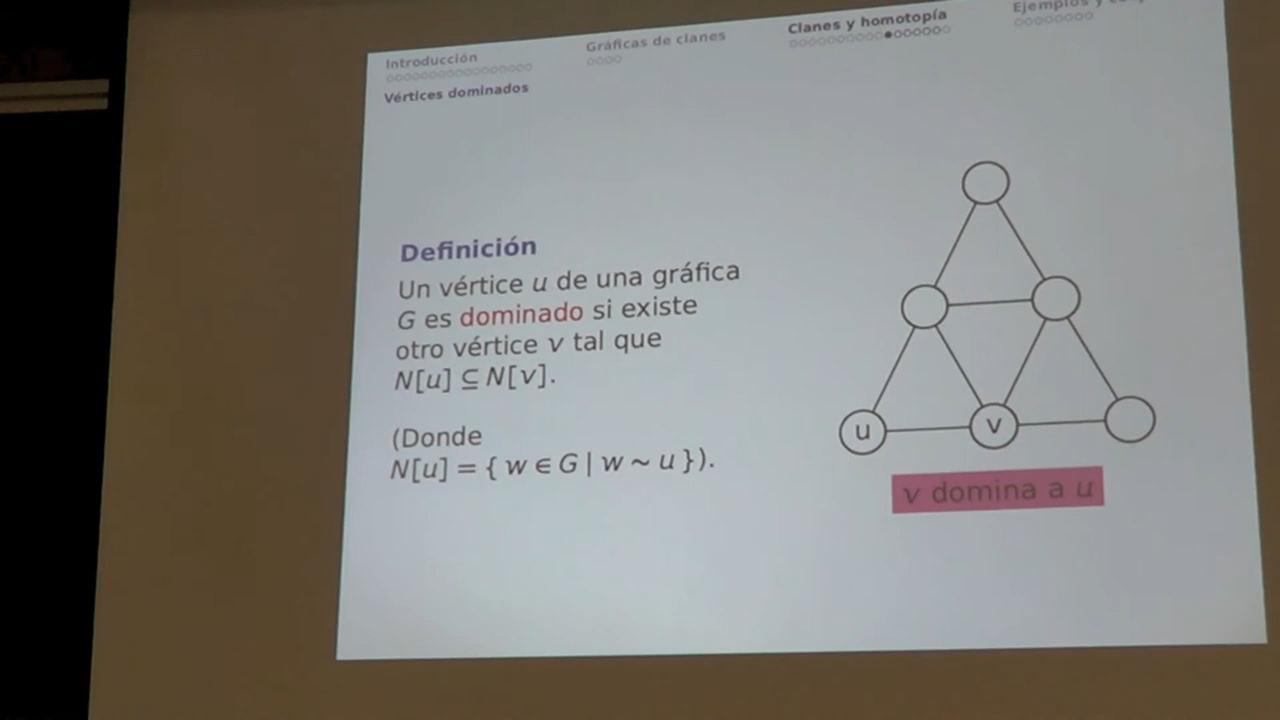 Introducción
Gráficas de clanes
Clanes y homotopía
Ejemplos y
Vértices dominados
Definición
Un vértice u de una gráfica
G es dominado si existe
otro vértice v tal que
N[u] ⊆ N[v].
(Donde
N[u] = { w ∈ G | w ~ u }).
u
v
v domina a u